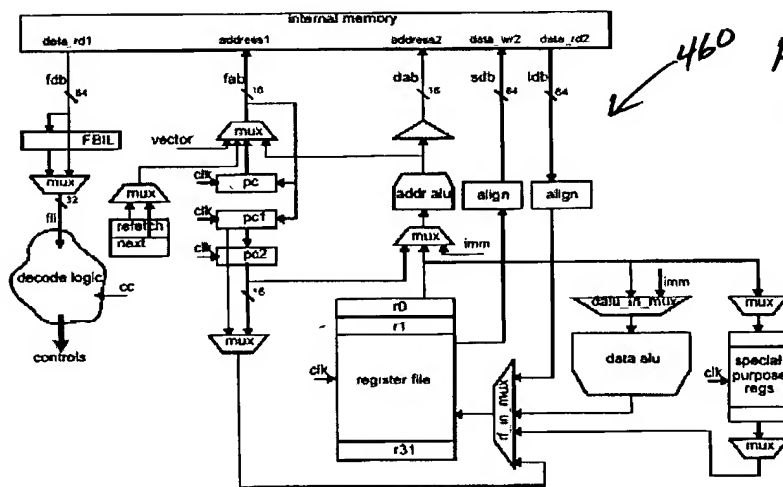 internal memory
data_rd1 address1 address2 data_wr2 data_rd2
460
fdb fab dab sdb ldb
64 16 16 64 64
FBIL
vector
mux
mux
mux
clk pc
addr alu
align
align
32
fli
refetch
next
clk pc1
clk pc2
mux
imm
decode logic
cc
16
imm
r0
r1
mux
dalu_in_mux
mux
controls
clk
register file
rf_in_mux
data alu
clk
special
purpose
regs
r31
mux